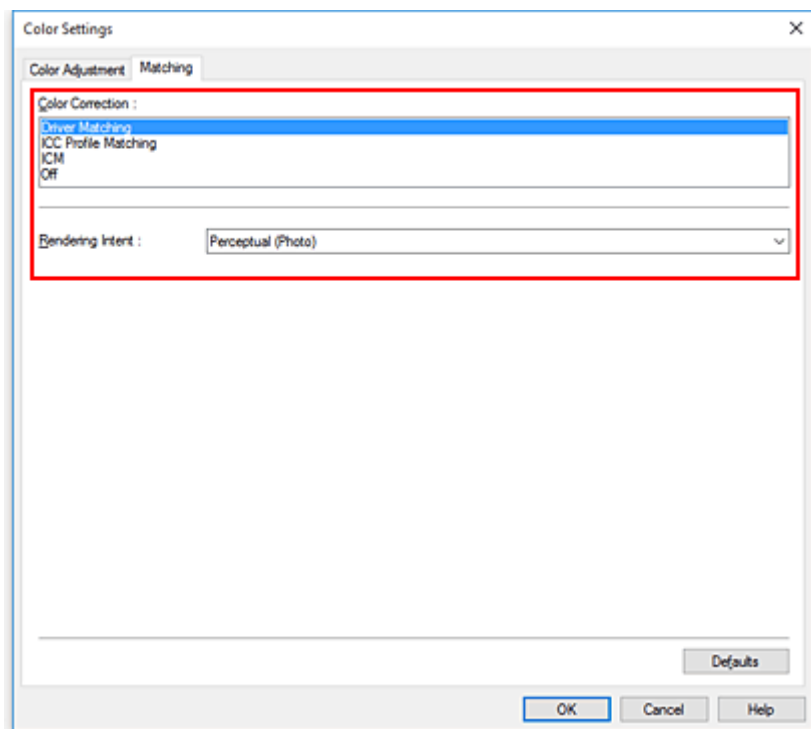 Color Settings
Color Adjustment Matching
Color Correction :
Driver Matching
ICC Profile Matching
ICM
Off
Rendering Intent : Perceptual (Photo)
Defaults
OK Cancel Help